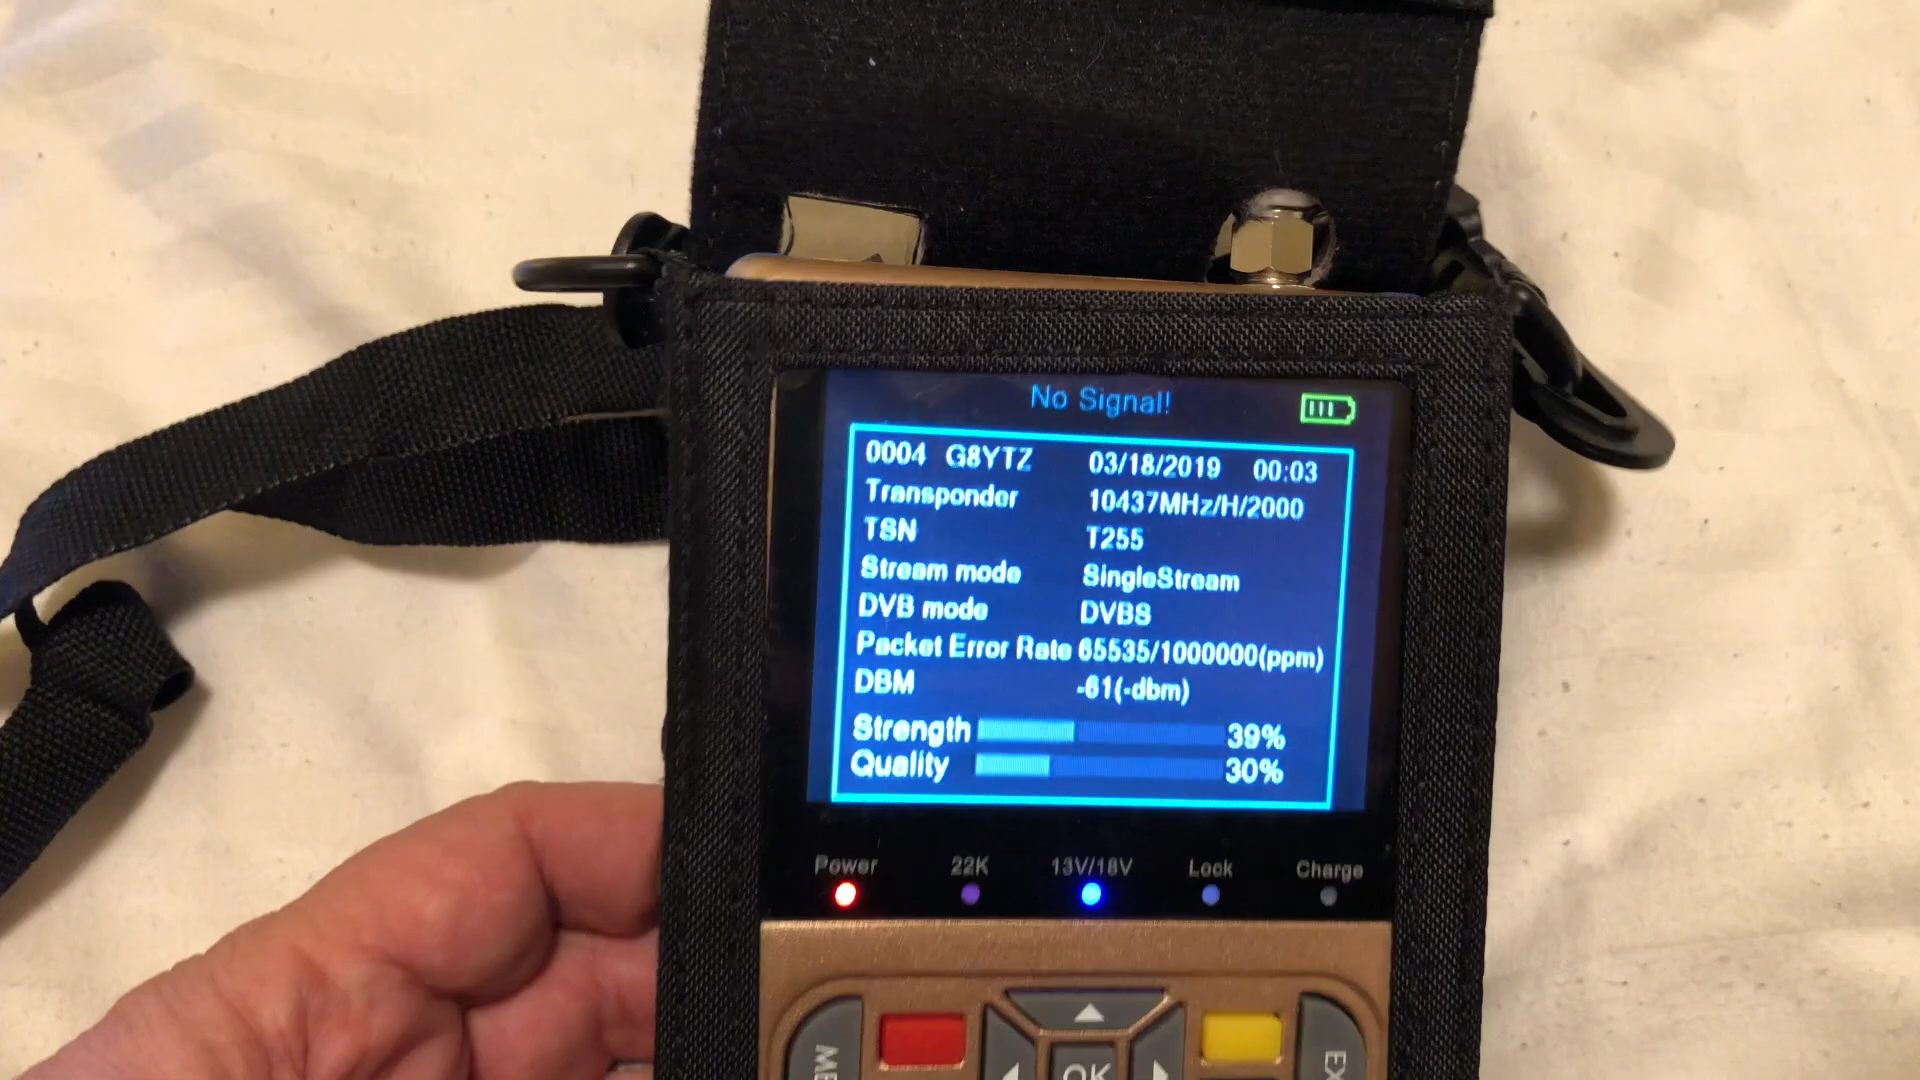 No Signal!
0004 G8YTZ 03/18/2019 00:03
Transponder 10437MHz/H/2000
TSN T255
Stream mode SingleStream
DVB mode DVBS
Packet Error Rate 65535/1000000(ppm)
DBM -61(-dbm)
Strength 39%
Quality 30%
Power 22K 13V/18V Lock Charge
OK